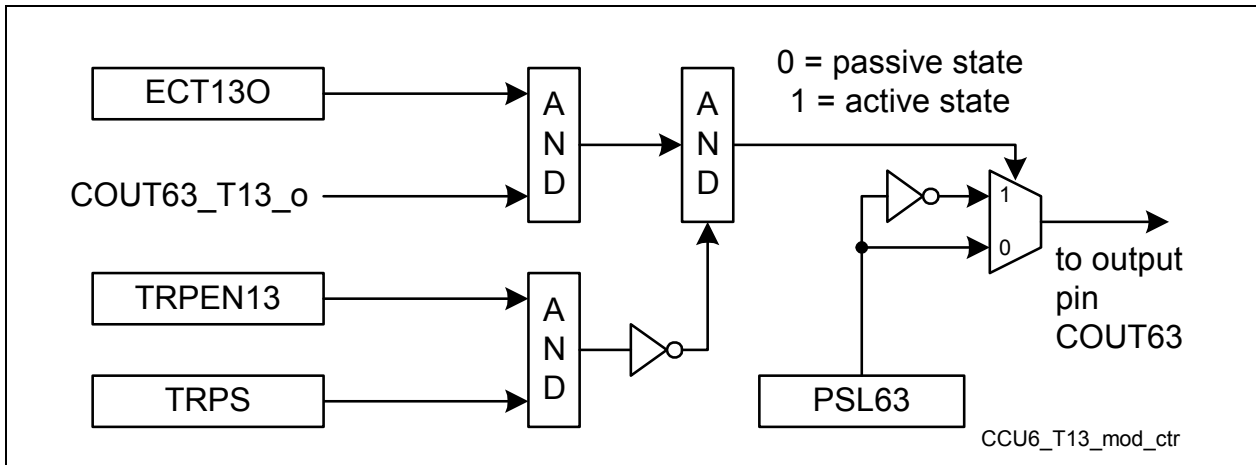 ECT13O
COUT63_T13_o
TRPEN13
TRPS
A
N
D
A
N
D
A
N
D
0 = passive state
1 = active state
1
0
to output
pin
COUT63
PSL63
CCU6_T13_mod_ctr